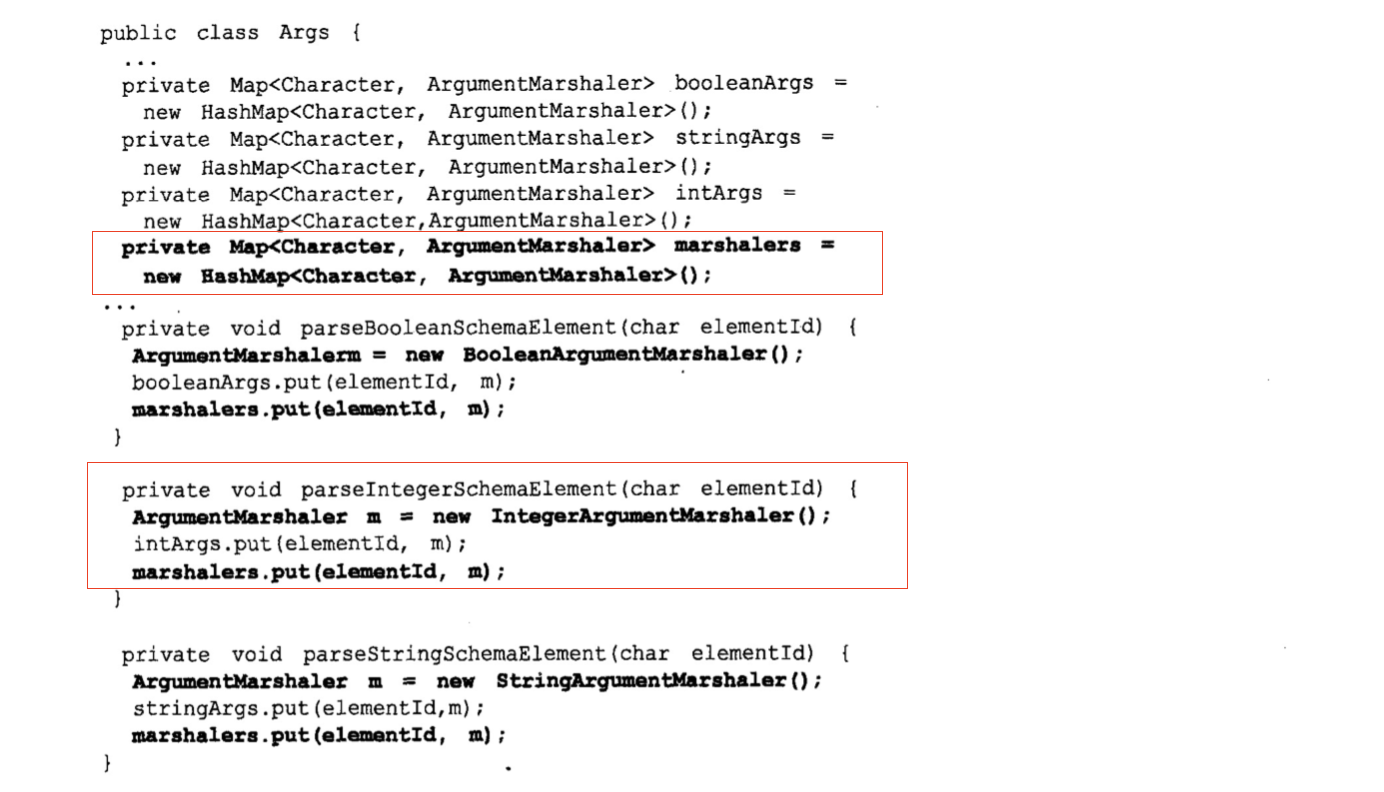 public class Args {
...
private Map<Character, ArgumentMarshaler> booleanArgs =
new HashMap<Character, ArgumentMarshaler>();
private Map<Character, ArgumentMarshaler> stringArgs =
new HashMap<Character, ArgumentMarshaler>();
private Map<Character, ArgumentMarshaler> intArgs =
new HashMap<Character,ArgumentMarshaler>();
private Map<Character, ArgumentMarshaler> marshalers =
new HashMap<Character, ArgumentMarshaler>();
...
private void parseBooleanSchemaElement(char elementId) {
ArgumentMarshalerm = new BooleanArgumentMarshaler();
booleanArgs.put(elementId, m);
marshalers.put(elementId, m);
}
private void parseIntegerSchemaElement(char elementId) {
ArgumentMarshaler m = new IntegerArgumentMarshaler();
intArgs.put(elementId, m);
marshalers.put(elementId, m);
}
private void parseStringSchemaElement(char elementId) {
ArgumentMarshaler m = new StringArgumentMarshaler();
stringArgs.put(elementId,m);
marshalers.put(elementId, m);
}